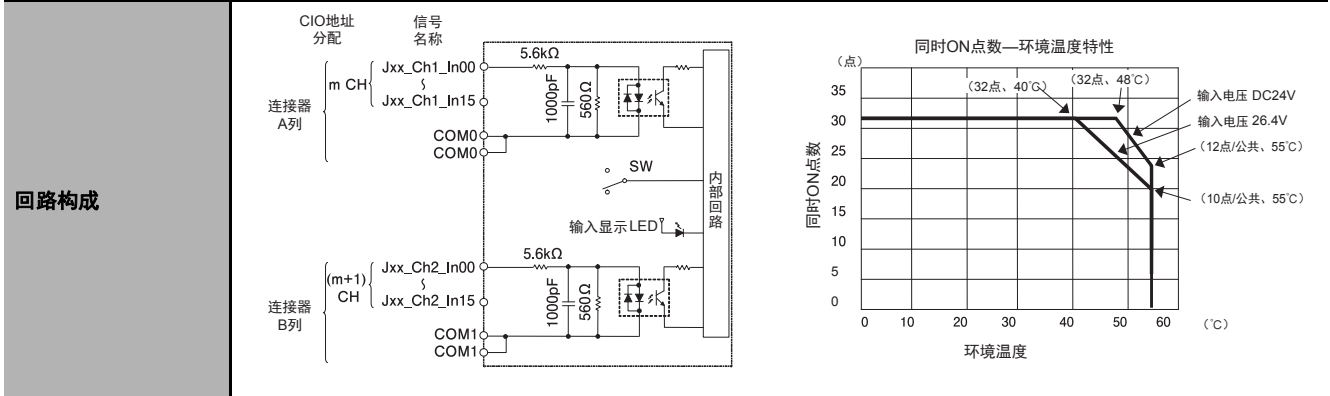 回路构成
CIO地址
分配
信号
名称
连接器
A列
m CH
Jxx_Ch1_In00
~
Jxx_Ch1_In15
COM0
COM0
5.6kΩ
1000pF
560Ω
SW
输入显示LED
内部回路
连接器
B列
(m+1)
CH
Jxx_Ch2_In00
~
Jxx_Ch2_In15
COM1
COM1
5.6kΩ
1000pF
560Ω
同时ON点数—环境温度特性
(点)
(32点、40℃)
(32点、48℃)
输入电压 DC24V
输入电压 26.4V
(12点/公共、55℃)
(10点/公共、55℃)
同时ON点数
35
30
25
20
15
10
5
0
0 10 20 30 40 50 60 (℃)
环境温度